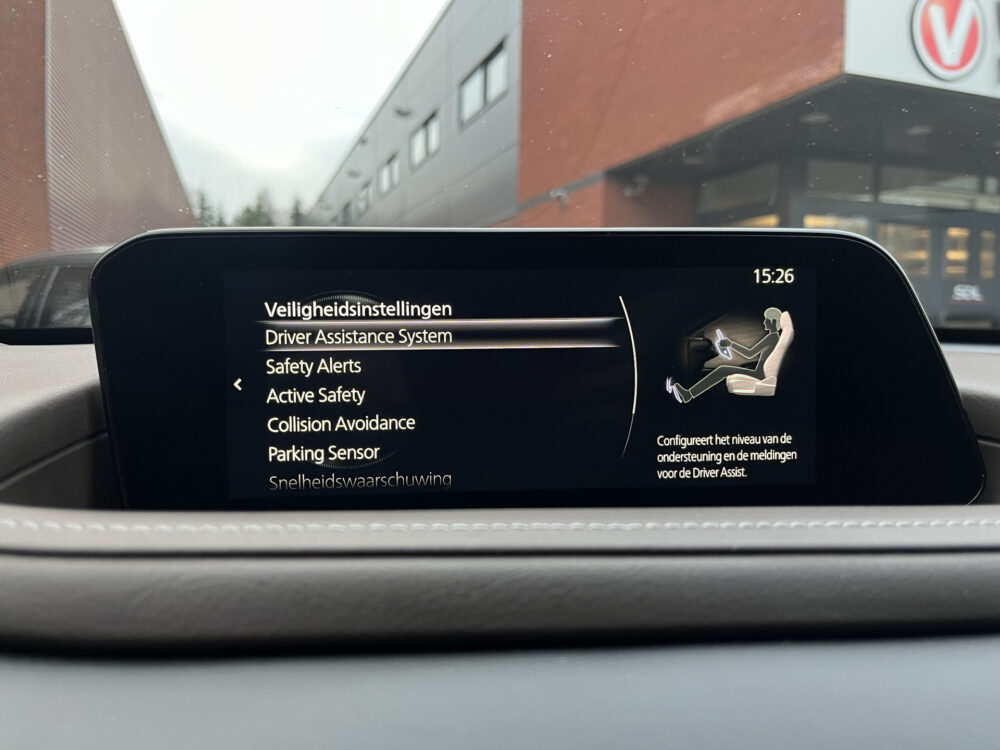 V
15:26
Veiligheidsinstellingen
Driver Assistance System
Safety Alerts
Active Safety
Collision Avoidance
Parking Sensor
Snelheidswaarschuwing
Configureert het niveau van de
ondersteuning en de meldingen
voor de Driver Assist.